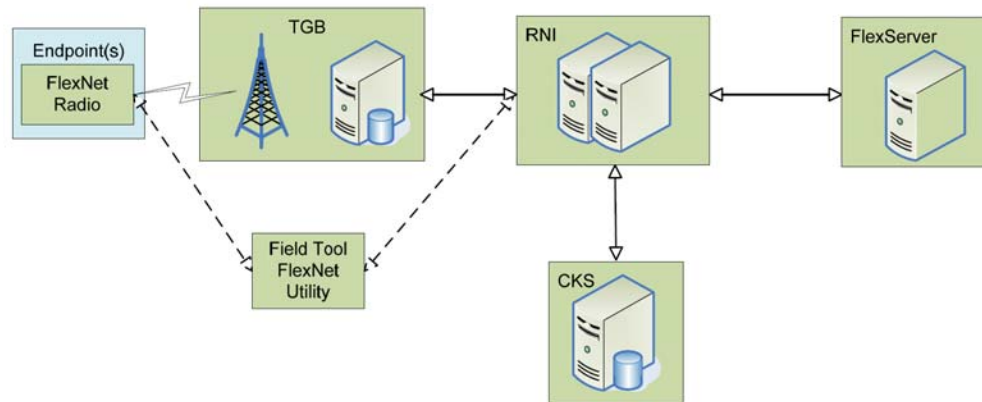 TGB
RNI
FlexServer
Endpoint(s)
FlexNet
Radio
Field Tool
FlexNet
Utility
CKS